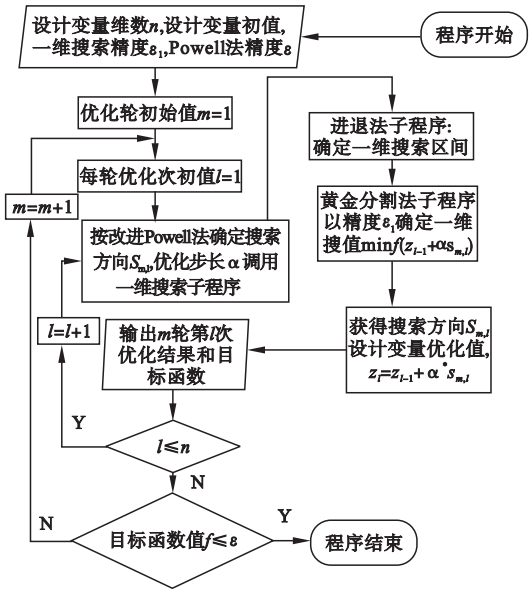 程序开始
设计变量维数n,设计变量初值,
一维搜索精度ε₁,Powell法精度ε
优化轮初始值m=1
每轮优化次初值l=1
m=m+1
按改进Powell法确定搜索
方向Sm,l,优化步长α调用
一维搜索子程序
进退法子程序:
确定一维搜索区间
黄金分割法子程序
以精度ε₁确定一维
搜值minf(zl-1+αsm,l)
获得搜索方向Sm,l
设计变量优化值,
zl=zl-1+α*sm,l
l=l+1
输出m轮第l次
优化结果和目
标函数
Y
l≤n
N
N
目标函数值f≤ε
Y
程序结束